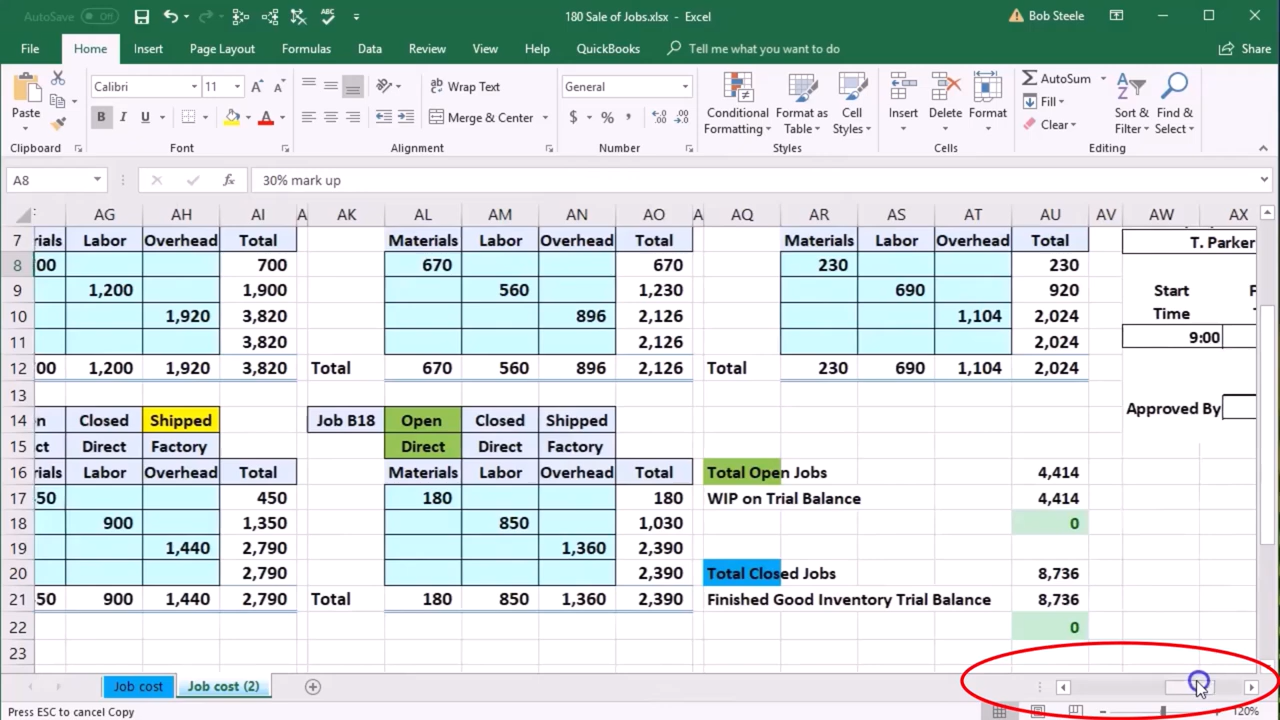 AutoSave Off 180 Sale of Jobs.xlsx - Excel Bob Steele
File Home Insert Page Layout Formulas Data Review View Help QuickBooks Tell me what you want to do Share
Paste Calibri 11 A A Wrap Text General Conditional Formatting Format as Table Cell Styles Insert Delete Format AutoSum Fill Clear Sort & Filter Find & Select
B I U A Merge & Center $ % ,
Clipboard Font Alignment Number Styles Cells Editing
A8 fx 30% mark up
AG AH AI A AK AL AM AN AO A AQ AR AS AT AU AV AW AX
7 rials Labor Overhead Total Materials Labor Overhead Total Materials Labor Overhead Total T. Parker
8 00 700 670 670 230 230
9 1,200 1,900 560 1,230 690 920 Start
10 1,920 3,820 896 2,126 1,104 2,024 Time
11 3,820 2,126 2,024 9:00
12 00 1,200 1,920 3,820 Total 670 560 896 2,126 Total 230 690 1,104 2,024
13
Approved By
14 n Closed Shipped Job B18 Open Closed Shipped
15 ct Direct Factory Direct Direct Factory
16 rials Labor Overhead Total Materials Labor Overhead Total Total Open Jobs 4,414
17 50 450 180 180 WIP on Trial Balance 4,414
18 900 1,350 850 1,030 0
19 1,440 2,790 1,360 2,390
20 2,790 2,390 Total Closed Jobs 8,736
21 50 900 1,440 2,790 Total 180 850 1,360 2,390 Finished Good Inventory Trial Balance 8,736
22 0
23
Job cost Job cost (2)
Press ESC to cancel Copy 120%